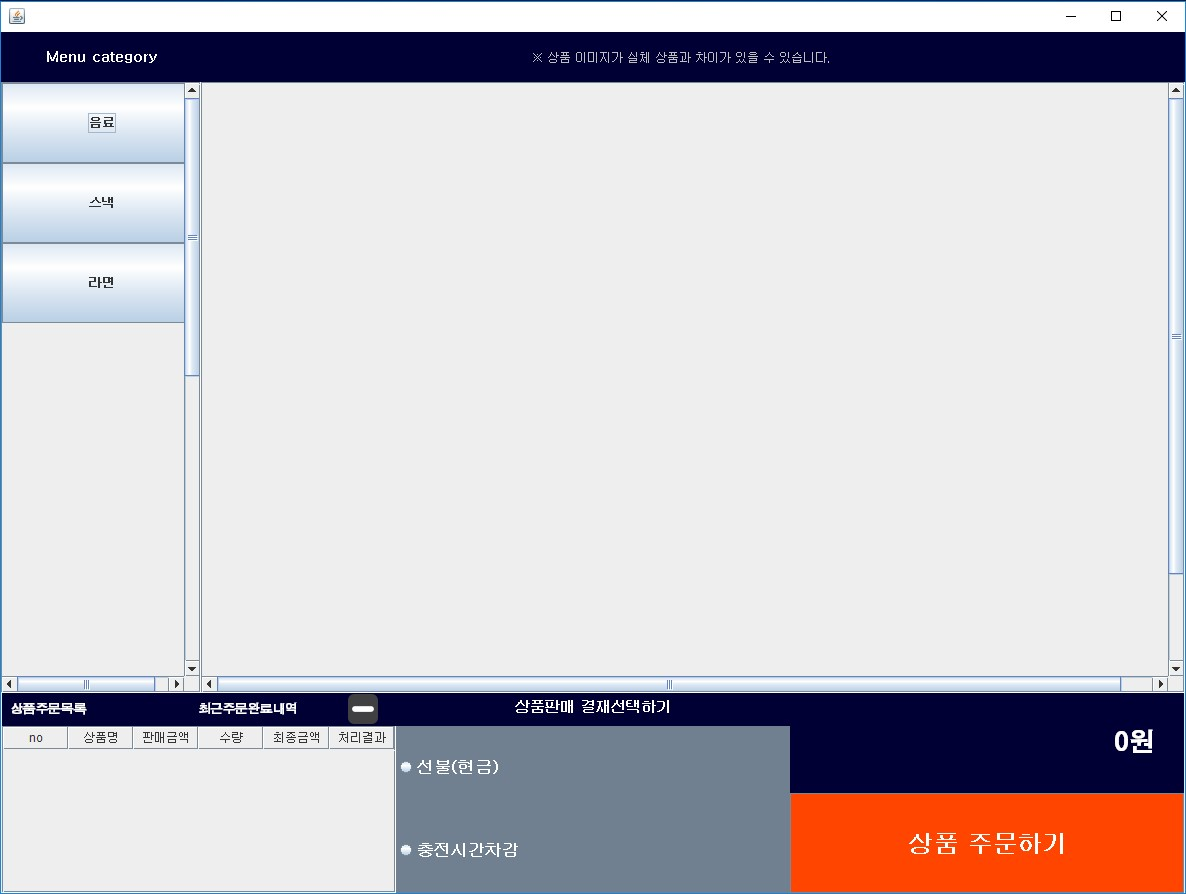 Menu category
※ 상품 이미지가 실체 상품과 차이가 있을 수 있습니다.
음료
스낵
라면
상품주문목록
최근주문완료내역
상품판매 결재선택하기
no 상품명 판매금액 수량 최종금액 처리결과
0원
선불(현금)
충전시간차감
상품 주문하기